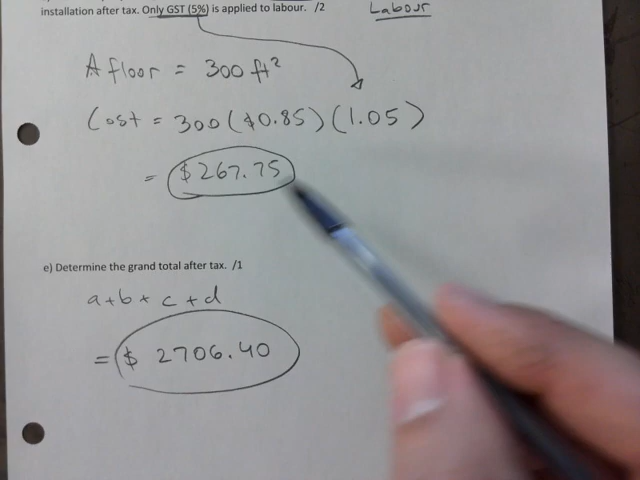 installation after tax. Only GST (5%) is applied to labour. /2
Labour
A floor = 300 ft²
Cost = 300 ($0.85) (1.05)
= $267.75
e) Determine the grand total after tax. /1
a+b+c+d
= $ 2706.40